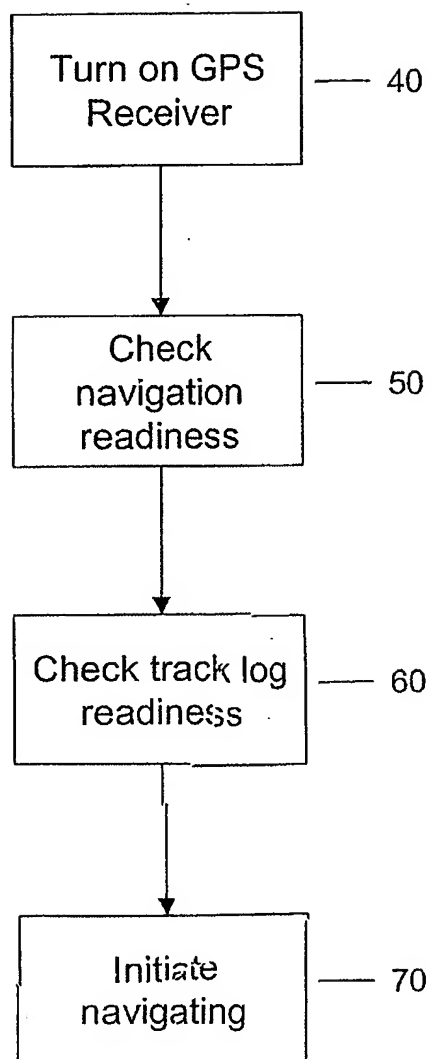 Turn on GPS
Receiver
40
Check
navigation
readiness
50
Check track log
readiness
60
Initiate
navigating
70